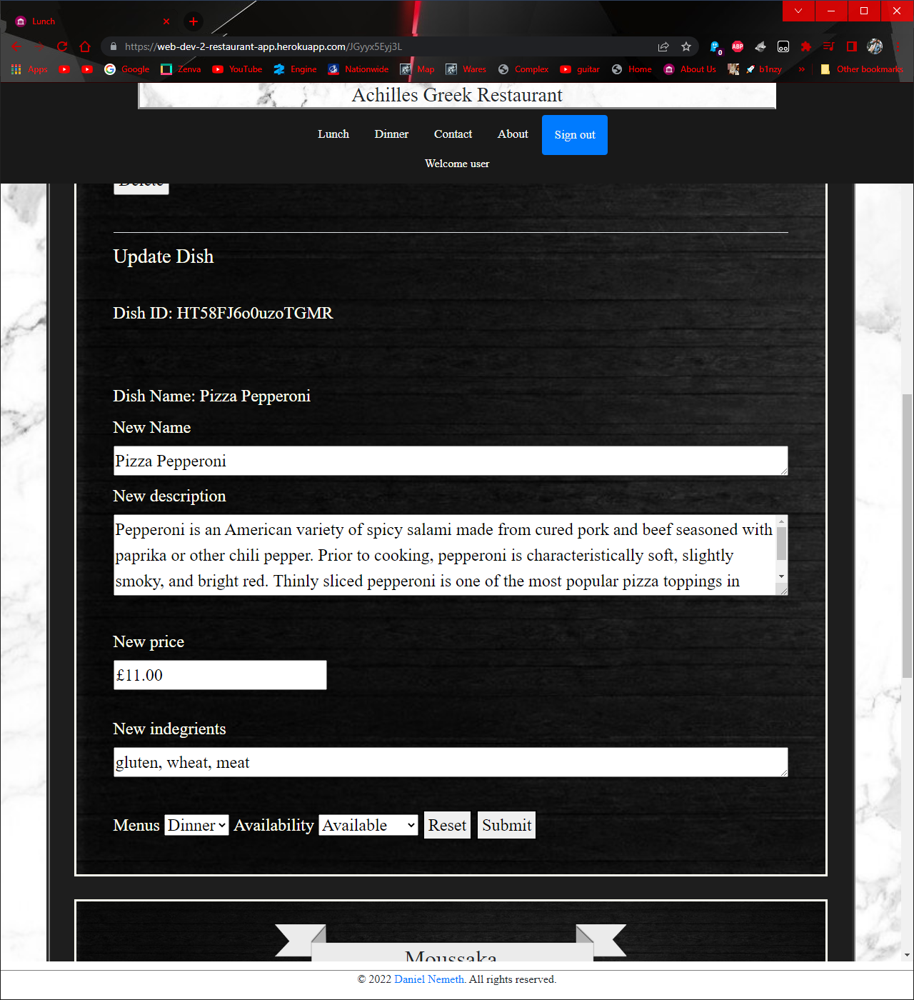 Lunch
https://web-dev-2-restaurant-app.herokuapp.com/JGyyx5Eyj3L
ABP
0
Apps
Google
Zenva
YouTube
Engine
Nationwide
Map
Wares
Complex
guitar
Home
About Us
b1nzy
»
Other bookmarks
Achilles Greek Restaurant
Lunch Dinner Contact About Sign out
Welcome user
Delete
Update Dish
Dish ID: HT58FJ6o0uzoTGMR
Dish Name: Pizza Pepperoni
New Name
Pizza Pepperoni
New description
Pepperoni is an American variety of spicy salami made from cured pork and beef seasoned with
paprika or other chili pepper. Prior to cooking, pepperoni is characteristically soft, slightly
smoky, and bright red. Thinly sliced pepperoni is one of the most popular pizza toppings in
New price
£11.00
New indegrients
gluten, wheat, meat
Menus Dinner Availability Available Reset Submit
Moussaka
© 2022 Daniel Nemeth. All rights reserved.